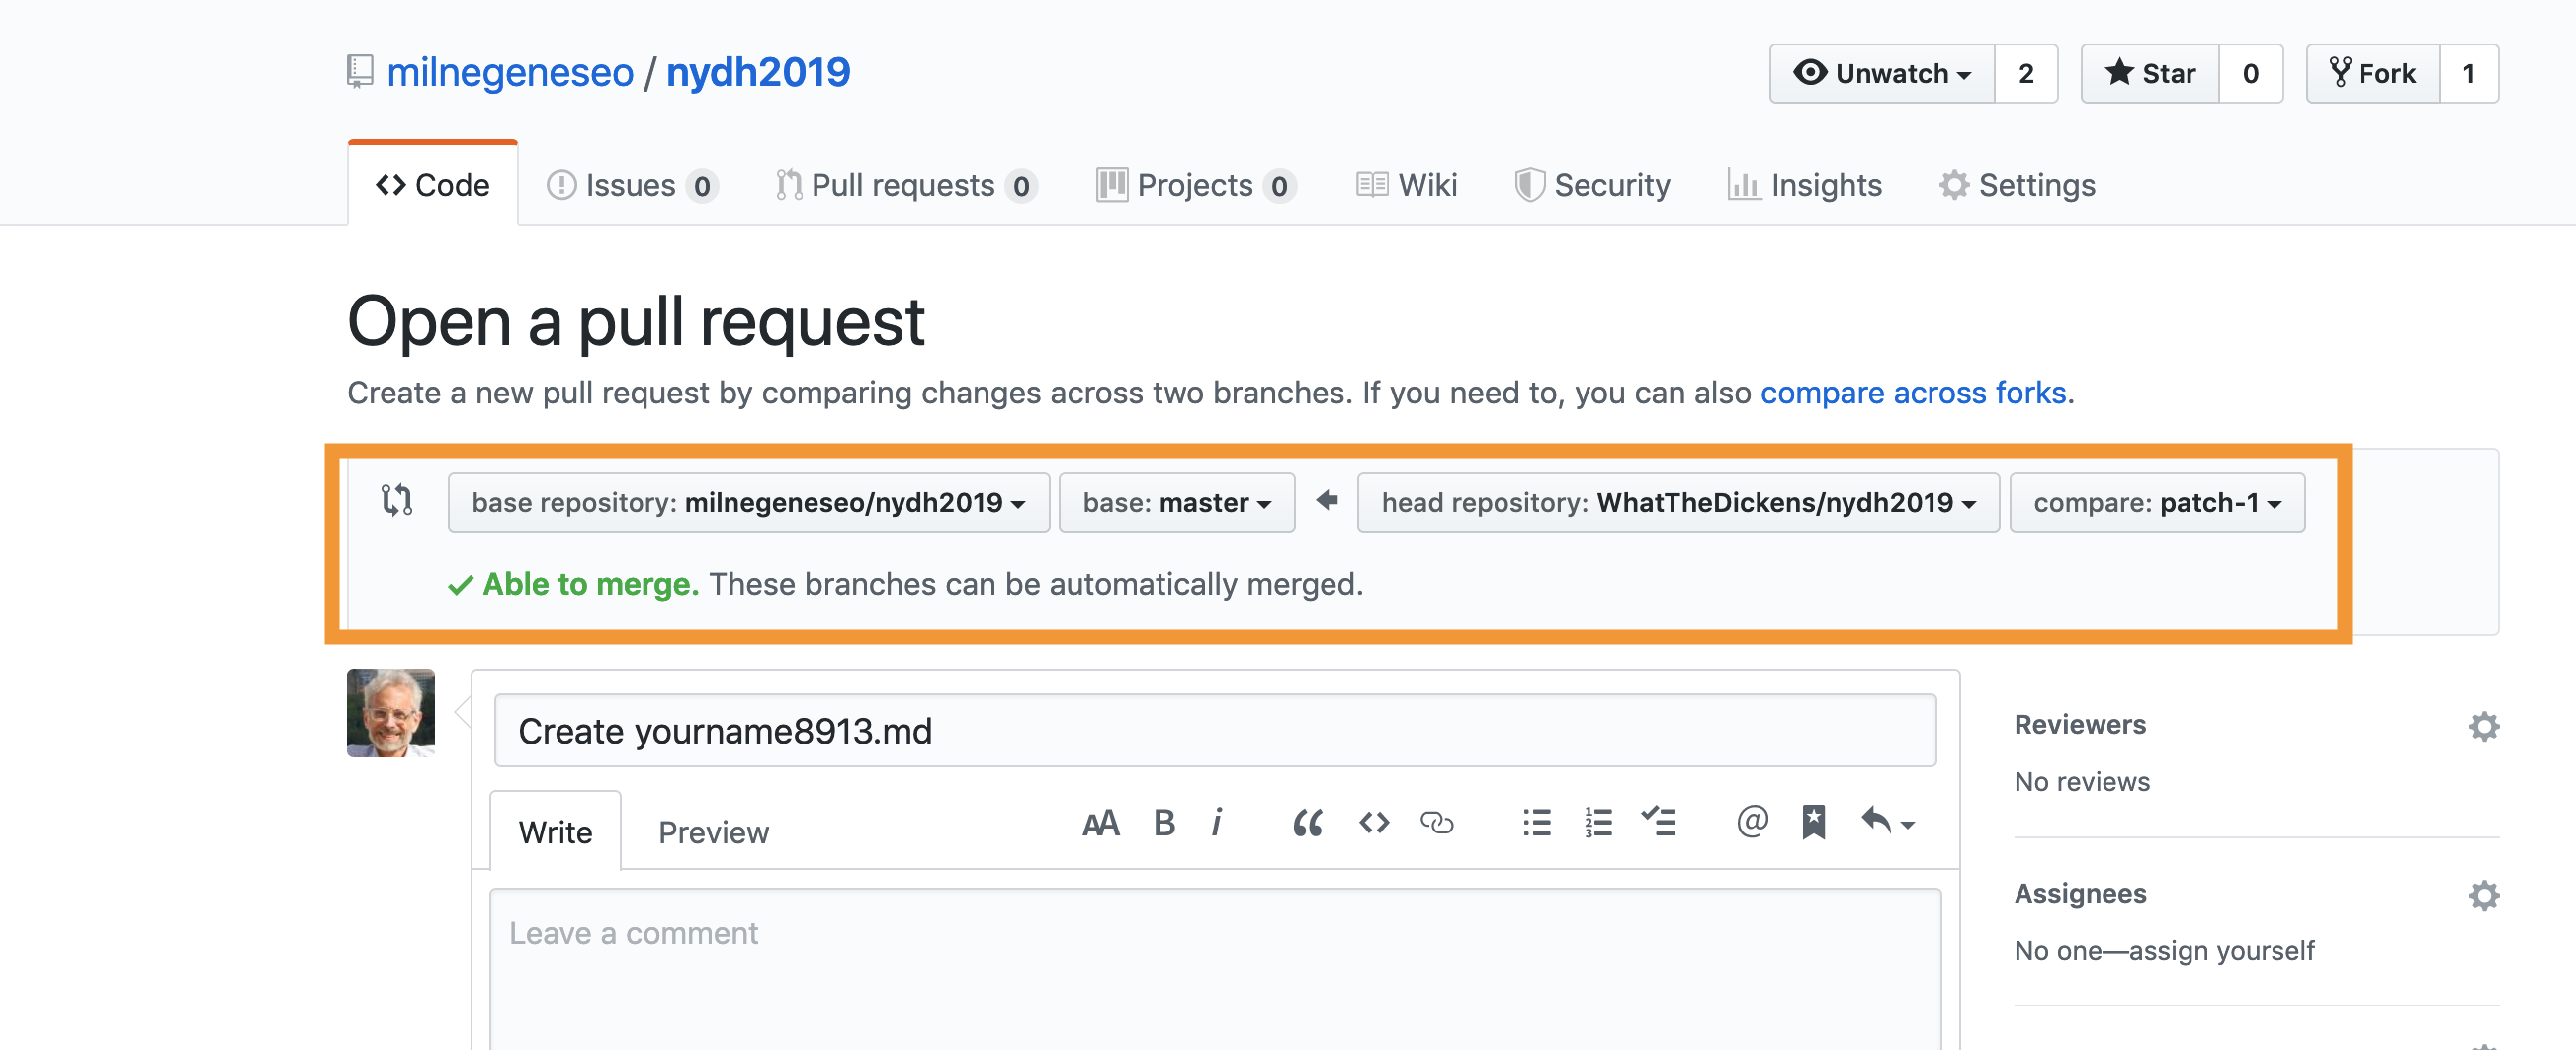 milnegeneseo / nydh2019
Unwatch 2 Star 0 Fork 1
Code Issues 0 Pull requests 0 Projects 0 Wiki Security Insights Settings
Open a pull request
Create a new pull request by comparing changes across two branches. If you need to, you can also compare across forks.
base repository: milnegeneseo/nydh2019 base: master head repository: WhatTheDickens/nydh2019 compare: patch-1
Able to merge. These branches can be automatically merged.
Create yourname8913.md
Write Preview AA B i “ <> @
Leave a comment
Reviewers
No reviews
Assignees
No one—assign yourself